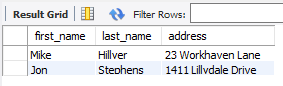 Result Grid Filter Rows:
first_name last_name address
Mike Hillyer 23 Workhaven Lane
Jon Stephens 1411 Lillydale Drive